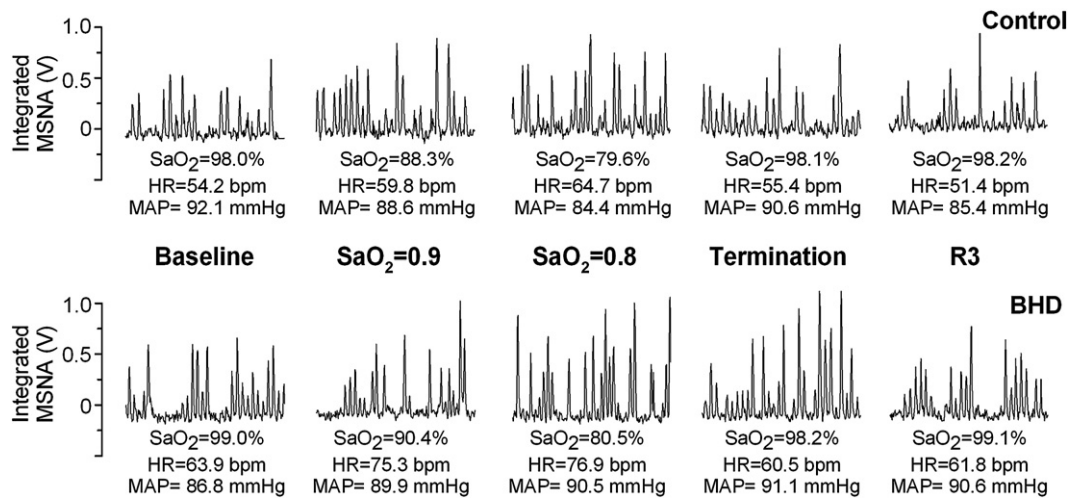 Control
Integrated
MSNA (V)
1.0
0.5
0
SaO₂=98.0%
HR=54.2 bpm
MAP= 92.1 mmHg
SaO₂=88.3%
HR=59.8 bpm
MAP= 88.6 mmHg
SaO₂=79.6%
HR=64.7 bpm
MAP= 84.4 mmHg
SaO₂=98.1%
HR=55.4 bpm
MAP= 90.6 mmHg
SaO₂=98.2%
HR=51.4 bpm
MAP= 85.4 mmHg
Baseline
SaO₂=0.9
SaO₂=0.8
Termination
R3
BHD
Integrated
MSNA (V)
1.0
0.5
0
SaO₂=99.0%
HR=63.9 bpm
MAP= 86.8 mmHg
SaO₂=90.4%
HR=75.3 bpm
MAP= 89.9 mmHg
SaO₂=80.5%
HR=76.9 bpm
MAP= 90.5 mmHg
SaO₂=98.2%
HR=60.5 bpm
MAP= 91.1 mmHg
SaO₂=99.1%
HR=61.8 bpm
MAP= 90.6 mmHg